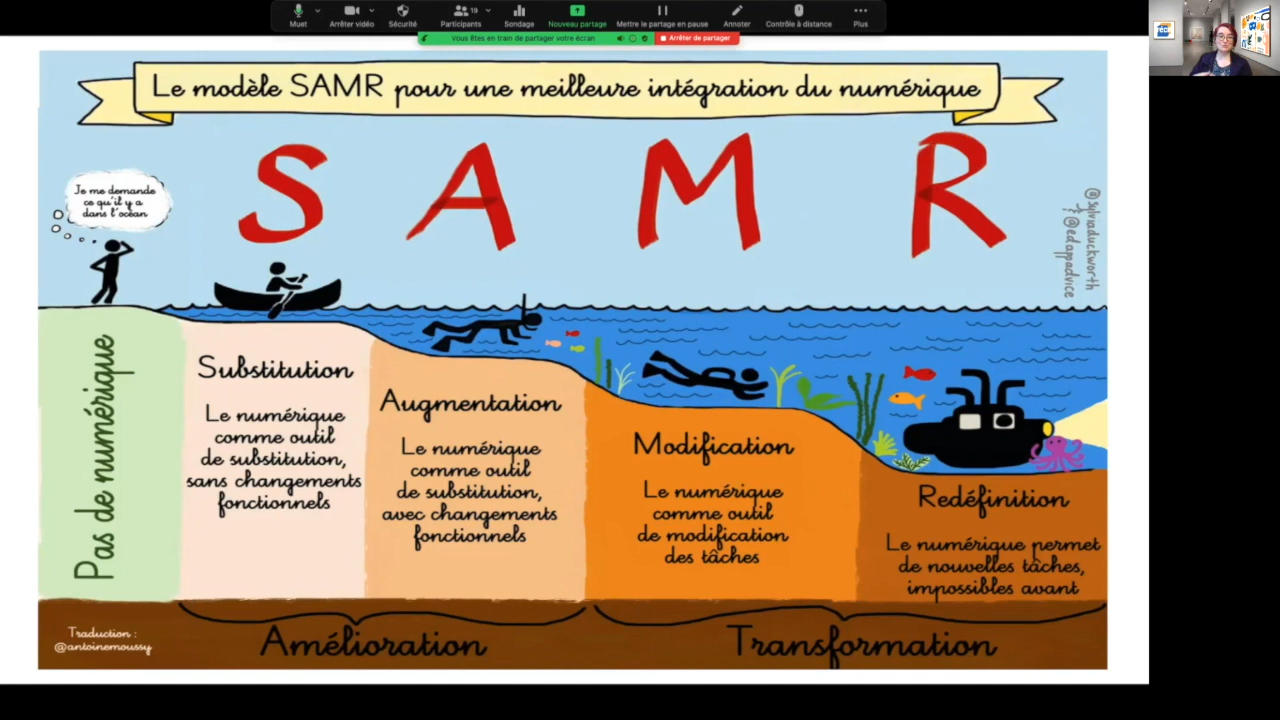 19
Muet
Arrêter vidéo
Sécurité
Participants
Sondage
Nouveau partage
Mettre le partage en pause
Annoter
Contrôle à distance
Plus
Vous êtes en train de partager votre écran
Arrêter de partager
Le modèle SAMR pour une meilleure intégration du numérique
S A M R
Je me demande
ce qu'il y a
dans l'océan
@sylviaduckworth
& @edappadvice
Pas de numérique
Substitution
Le numérique
comme outil
de substitution,
sans changements
fonctionnels
Augmentation
Le numérique
comme outil
de substitution,
avec changements
fonctionnels
Modification
Le numérique
comme outil
de modification
des tâches
Redéfinition
Le numérique permet
de nouvelles tâches,
impossibles avant
Traduction :
@antoinemoussy
Amélioration
Transformation